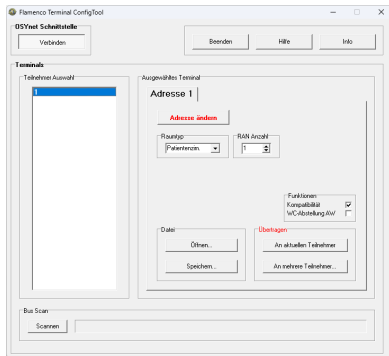 Flamenco Terminal ConfigTool
OSYnet Schnittstelle
Verbinden
Beenden
Hilfe
Info
Terminals
Teilnehmer Auswahl
1
Ausgewähltes Terminal
Adresse 1
Adresse ändern
Raumtyp
Patientenzim.
RAN Anzahl
1
Funktionen
Kompatibilität
WC-Abstellung AW
Datei
Öffnen...
Speichern...
Übertragen
An aktuellen Teilnehmer
An mehrere Teilnehmer...
Bus Scan
Scannen